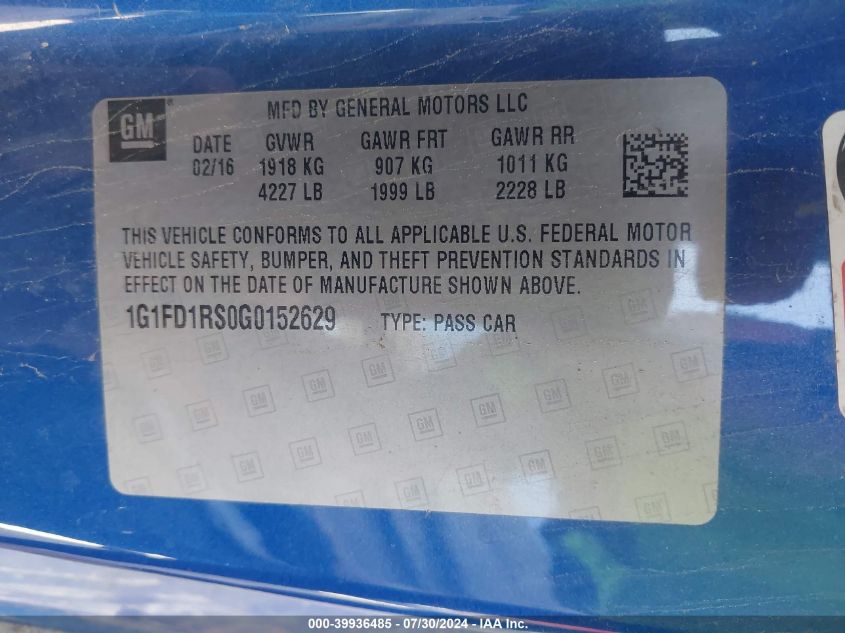 GM
MFD BY GENERAL MOTORS LLC
DATE GVWR GAWR FRT GAWR RR
02/16 1918 KG 907 KG 1011 KG
4227 LB 1999 LB 2228 LB
THIS VEHICLE CONFORMS TO ALL APPLICABLE U.S. FEDERAL MOTOR
VEHICLE SAFETY, BUMPER, AND THEFT PREVENTION STANDARDS IN
EFFECT ON THE DATE OF MANUFACTURE SHOWN ABOVE.
1G1FD1RS0G0152629 TYPE: PASS CAR
000-39936485 - 07/30/2024 - IAAI.COM